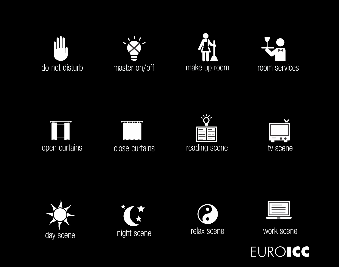 do not disturb
master on/off
make up room
room services
open curtains
close curtains
reading scene
tv scene
day scene
night scene
relax scene
work scene
EUROICC